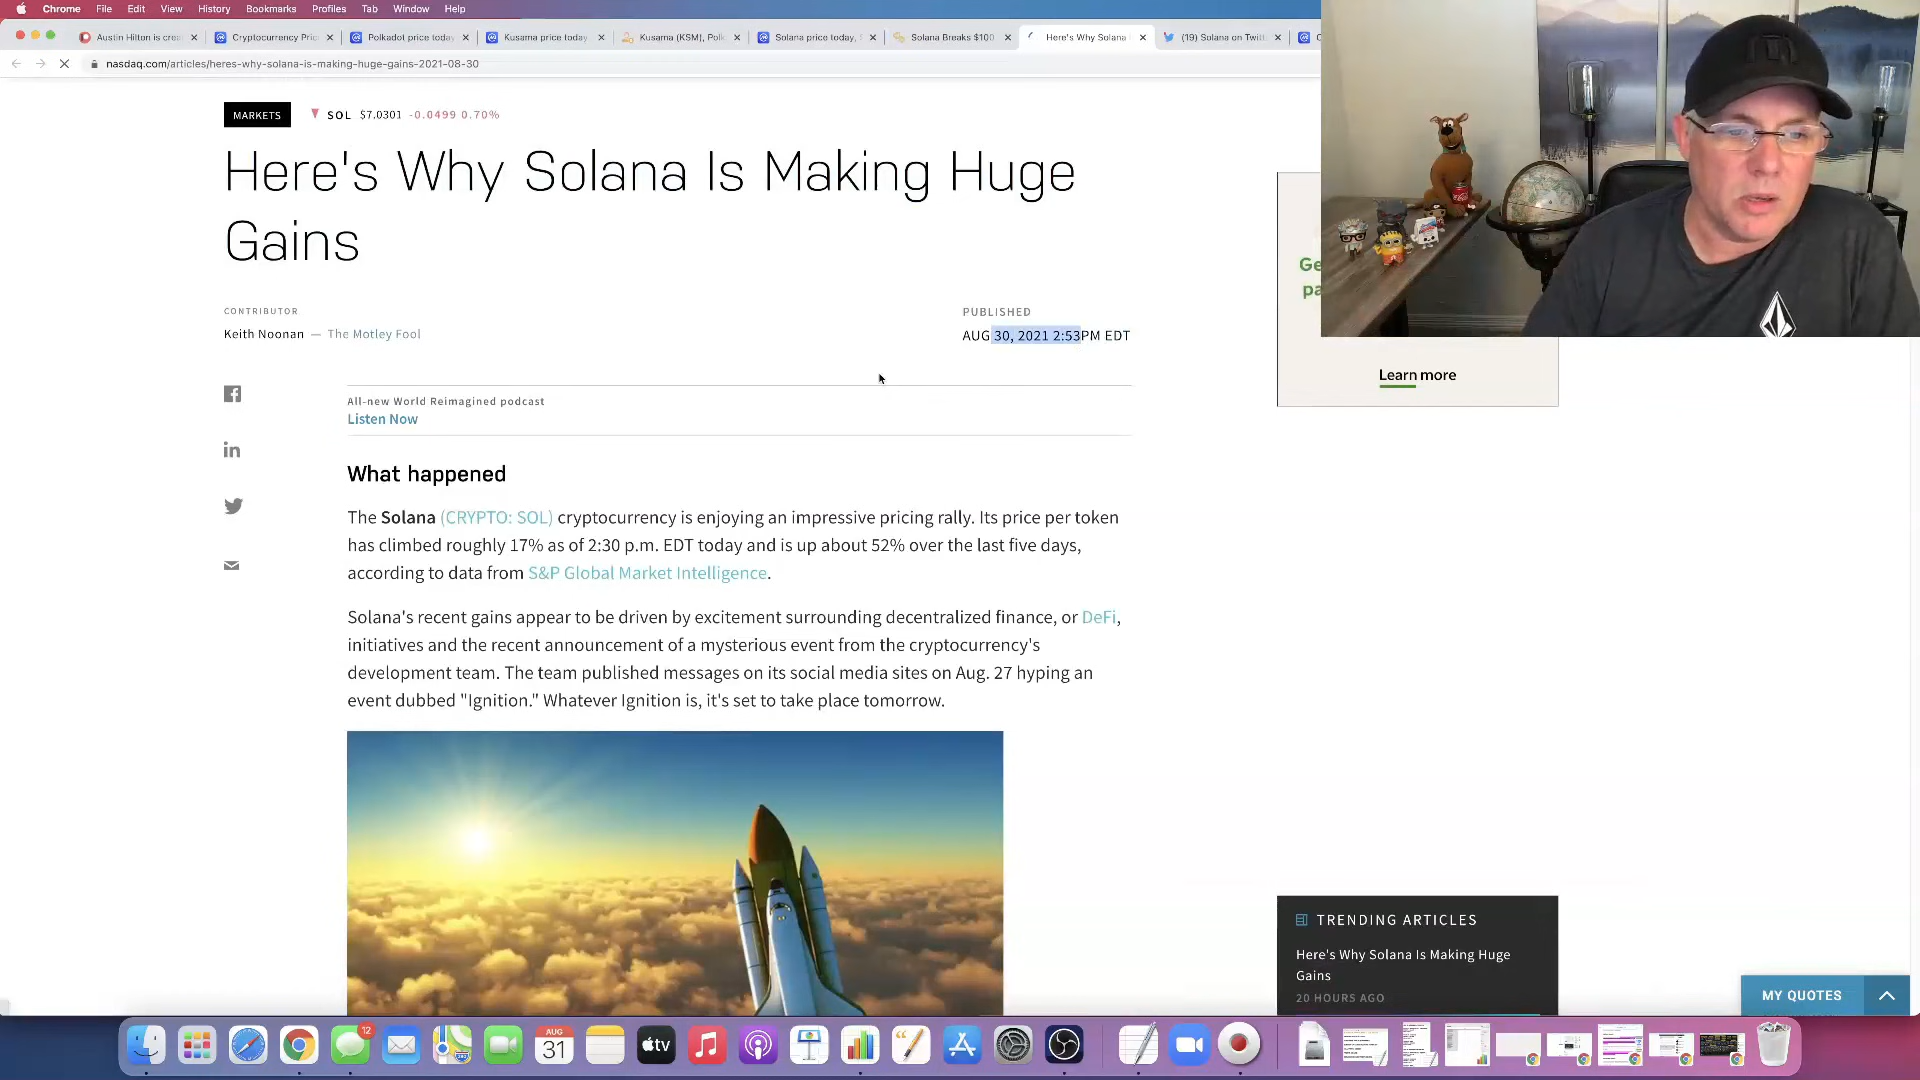 Chrome File Edit View History Bookmarks Profiles Tab Window Help
Austin Hilton is crea
Cryptocurrency Pric
Polkadot price today
Kusama price today
Kusama (KSM), Polk
Solana price today,
Solana Breaks $100
Here's Why Solana
(19) Solana on Twitt
nasdaq.com/articles/heres-why-solana-is-making-huge-gains-2021-08-30
MARKETS
SOL $7.0301 -0.0499 0.70%
Here's Why Solana Is Making Huge
Gains
CONTRIBUTOR
Keith Noonan — The Motley Fool
PUBLISHED
AUG 30, 2021 2:53PM EDT
All-new World Reimagined podcast
Listen Now
What happened
The Solana (CRYPTO: SOL) cryptocurrency is enjoying an impressive pricing rally. Its price per token
has climbed roughly 17% as of 2:30 p.m. EDT today and is up about 52% over the last five days,
according to data from S&P Global Market Intelligence.
Solana's recent gains appear to be driven by excitement surrounding decentralized finance, or DeFi,
initiatives and the recent announcement of a mysterious event from the cryptocurrency's
development team. The team published messages on its social media sites on Aug. 27 hyping an
event dubbed "Ignition." Whatever Ignition is, it's set to take place tomorrow.
Ge
pa
Learn more
TRENDING ARTICLES
Here's Why Solana Is Making Huge
Gains
20 HOURS AGO
MY QUOTES
12
AUG
31
tv